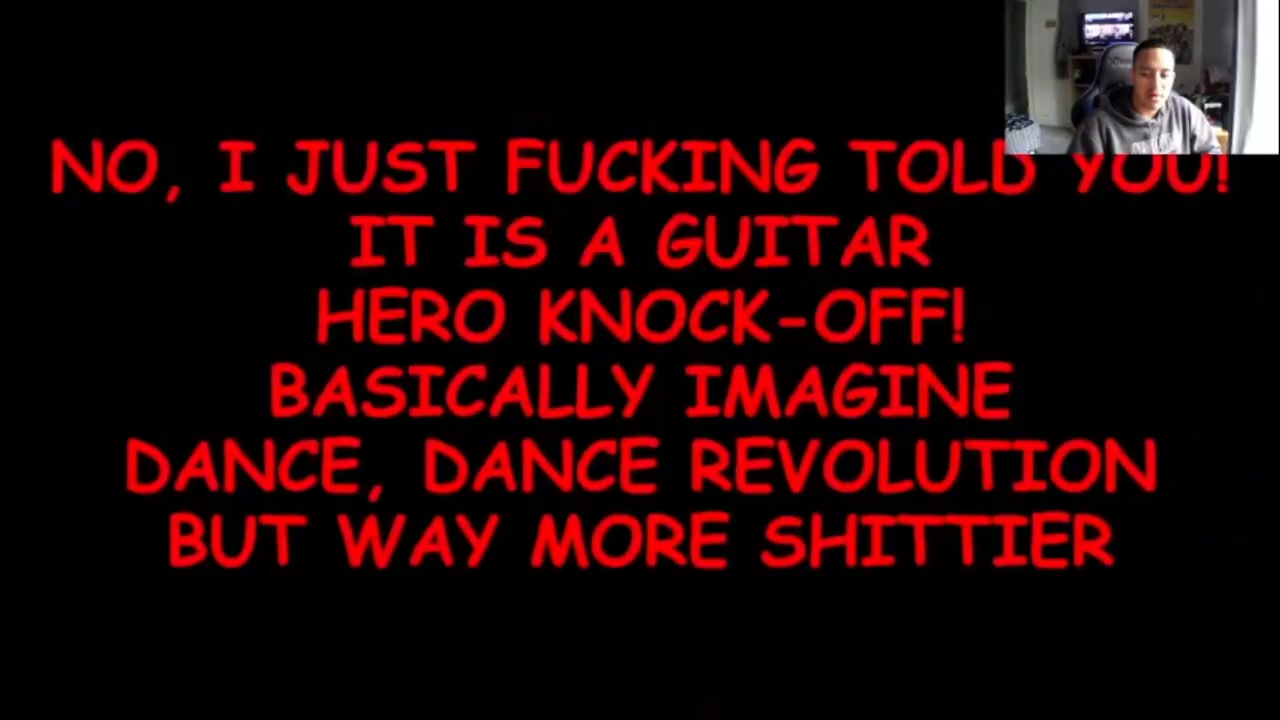 NO, I JUST FUCKING TOLD YOU!
IT IS A GUITAR
HERO KNOCK-OFF!
BASICALLY IMAGINE
DANCE, DANCE REVOLUTION
BUT WAY MORE SHITTIER